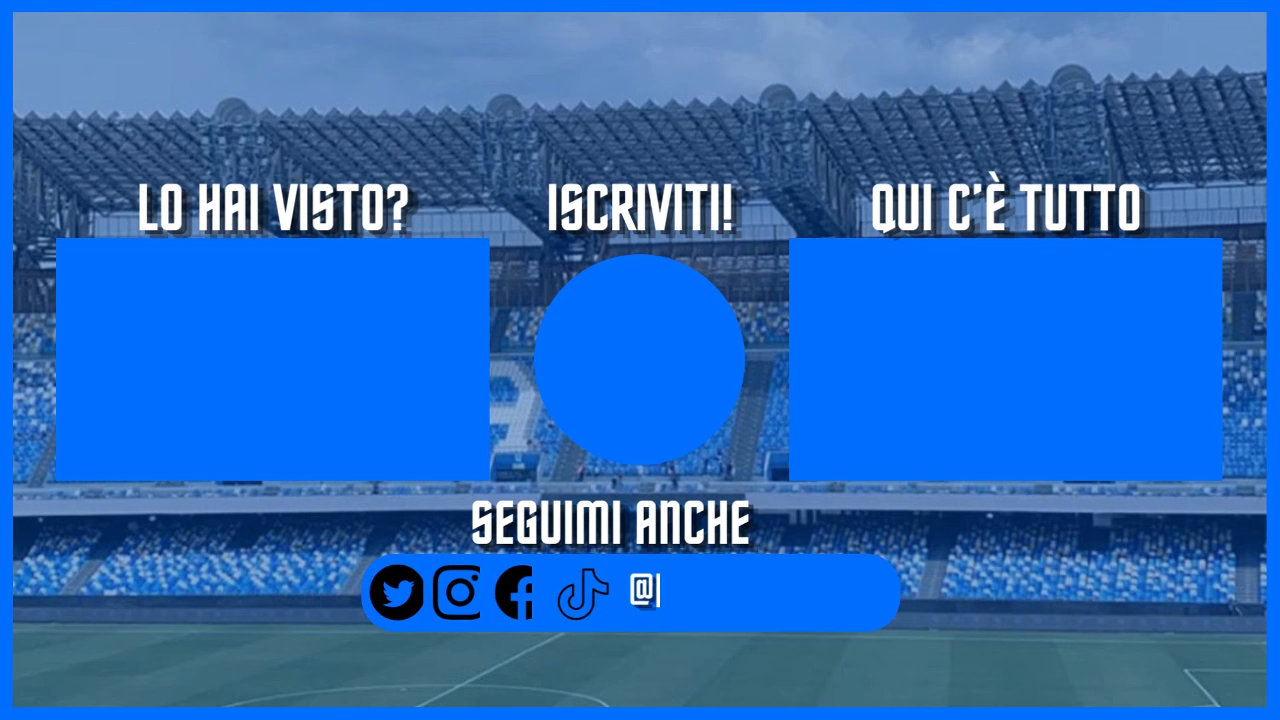 LO HAI VISTO?
ISCRIVITI!
QUI C'È TUTTO
SEGUIMI ANCHE
@|